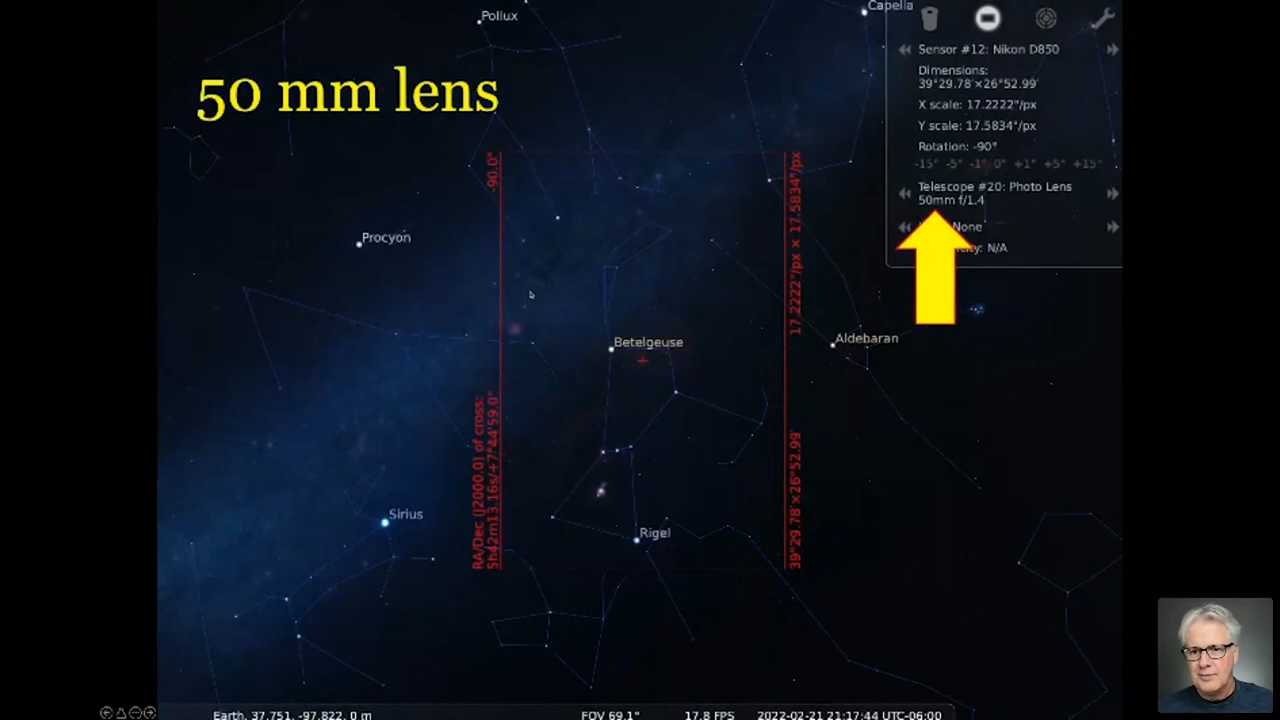 Pollux
Capella
50 mm lens
Sensor #12: Nikon D850
Dimensions:
39°29.78'×26°52.99'
X scale: 17.2222"/px
Y scale: 17.5834"/px
Rotation: -90°
-15° -5° -1° 0° +1° +5° +15°
Telescope #20: Photo Lens
50mm f/1.4
None
N/A
-90.0°
17.2222"/px × 17.5834"/px
Procyon
Betelgeuse
Aldebaran
RA/Dec (J2000.0) of cross:
5h42m13.16s/+7°44'59.0"
39°29.78'×26°52.99'
Sirius
Rigel
Earth, 37.751, -97.822, 0 m
FOV 69.1°
17.8 FPS
2022-02-21 21:17:44 UTC-06:00